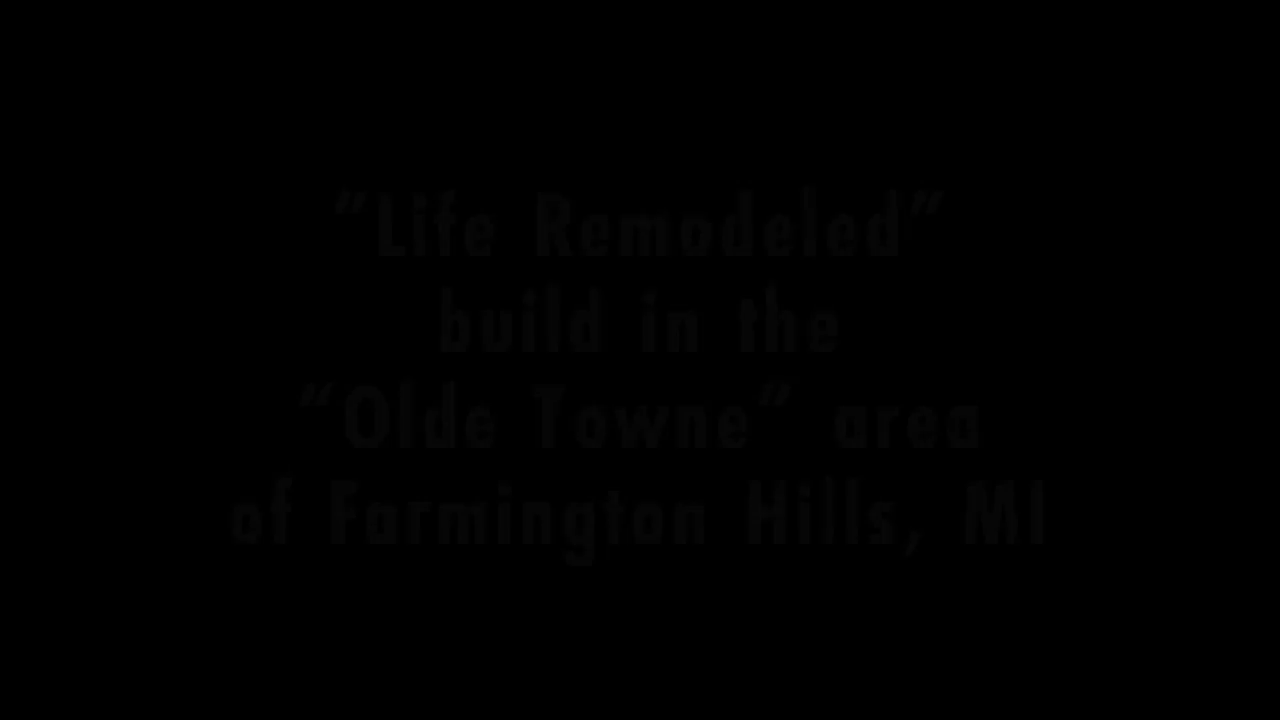 "Life Remodeled"
build in the
"Olde Towne" area
of Farmington Hills, MI